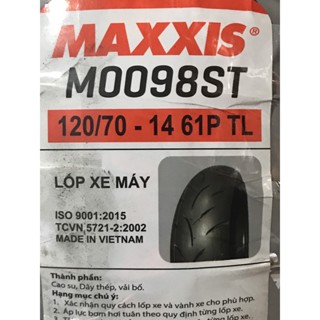 MAXXIS®
M0098ST
120/70 - 14 61P TL
LỐP XE MÁY
ISO 9001:2015
TCVN 5721-2:2002
MADE IN VIETNAM
Thành phần:
Cao su, Dây thép, vải bố.
Hạng mục chú ý:
1. Xác nhận quy cách lốp xe và vành xe cho phù hợp.
2. Áp lực bơm hơi tuân theo quy định từng lốp xe.